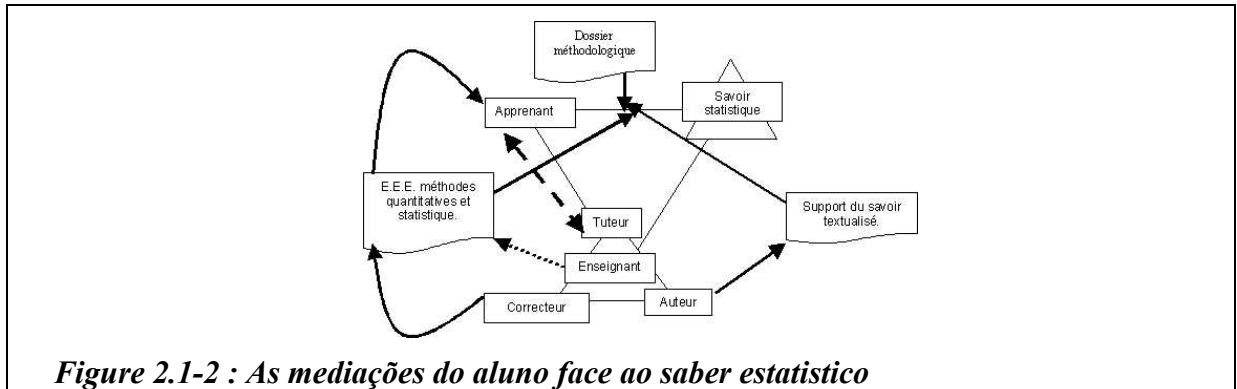 Dossier
méthodologique
Apprenant
Savoir
statistique
E.E.E. méthodes
quantitatives et
statistique.
Tuteur
Support du savoir
textualisé.
Enseignant
Correcteur
Auteur
Figure 2.1-2 : As mediações do aluno face ao saber estatistico